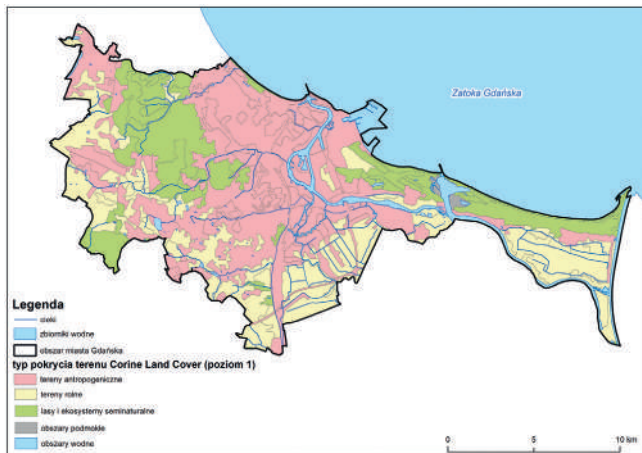 Zatoka Gdańska
Legenda
cieki
zbiorniki wodne
obszar miasta Gdańska
typ pokrycia terenu Corine Land Cover (poziom 1)
tereny antropogeniczne
tereny rolne
lasy i ekosystemy seminaturalne
obszary podmokłe
obszary wodne
0 5 10 km